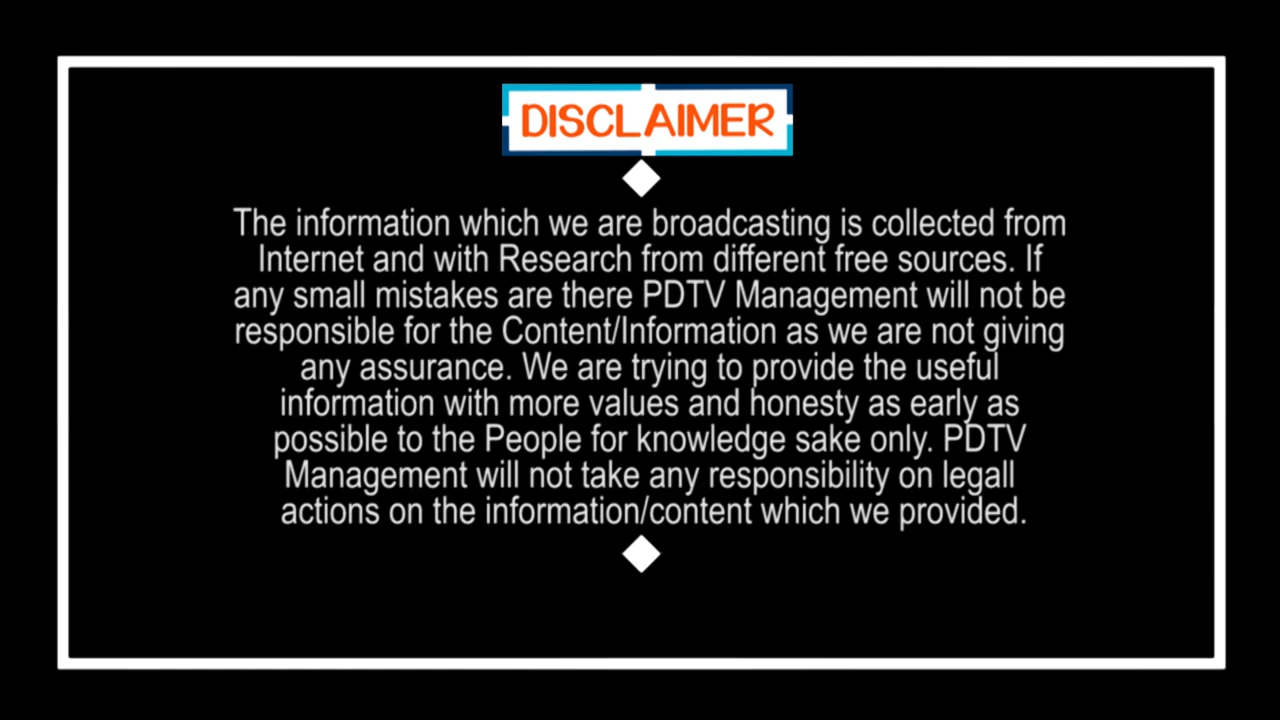 DISCLAIMER
The information which we are broadcasting is collected from
Internet and with Research from different free sources. If
any small mistakes are there PDTV Management will not be
responsible for the Content/Information as we are not giving
any assurance. We are trying to provide the useful
information with more values and honesty as early as
possible to the People for knowledge sake only. PDTV
Management will not take any responsibility on legall
actions on the information/content which we provided.